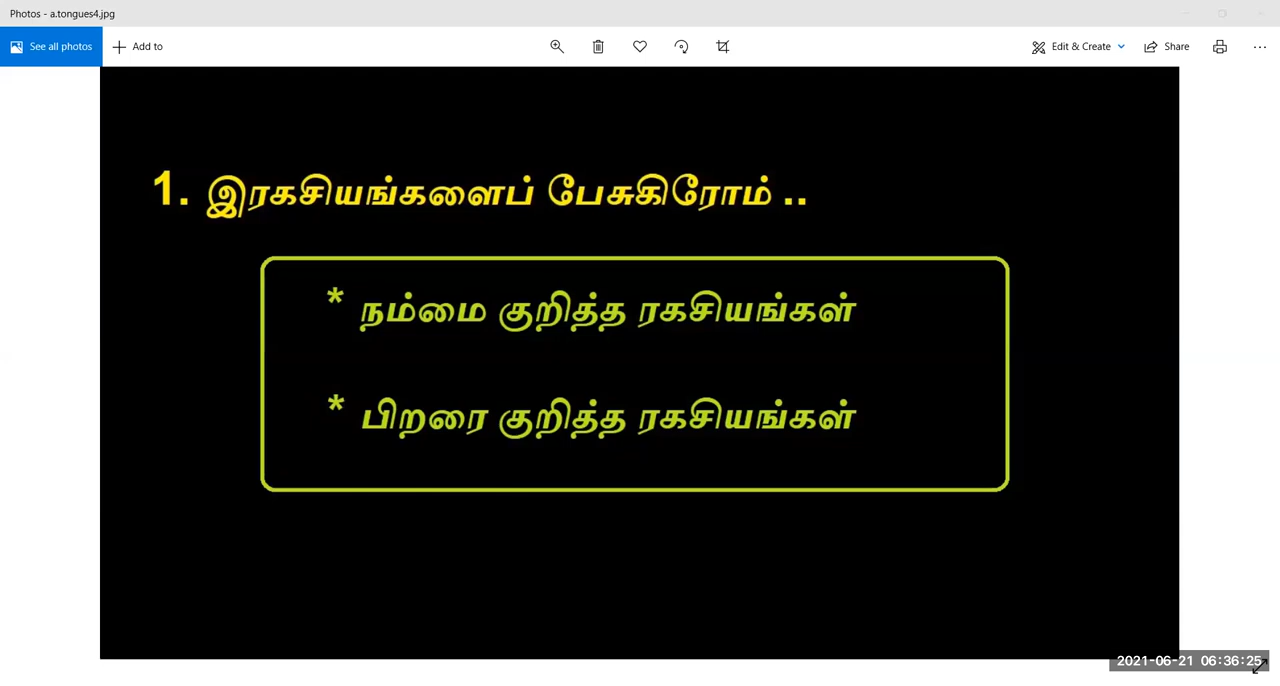 Photos - a.tongues4.jpg
See all photos
Add to
Edit & Create
Share
1. இரகசியங்களைப் பேசுகிரோம் ..
* நம்மை குறித்த ரகசியங்கள்
* பிறரை குறித்த ரகசியங்கள்
2021-06-21 06:36:25